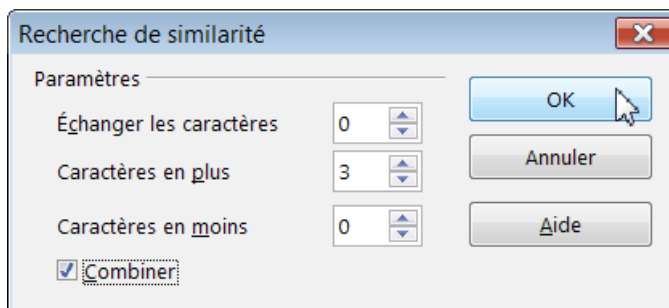 Recherche de similarité
Paramètres
Échanger les caractères 0
OK
Caractères en plus 3
Annuler
Caractères en moins 0
Aide
Combiner